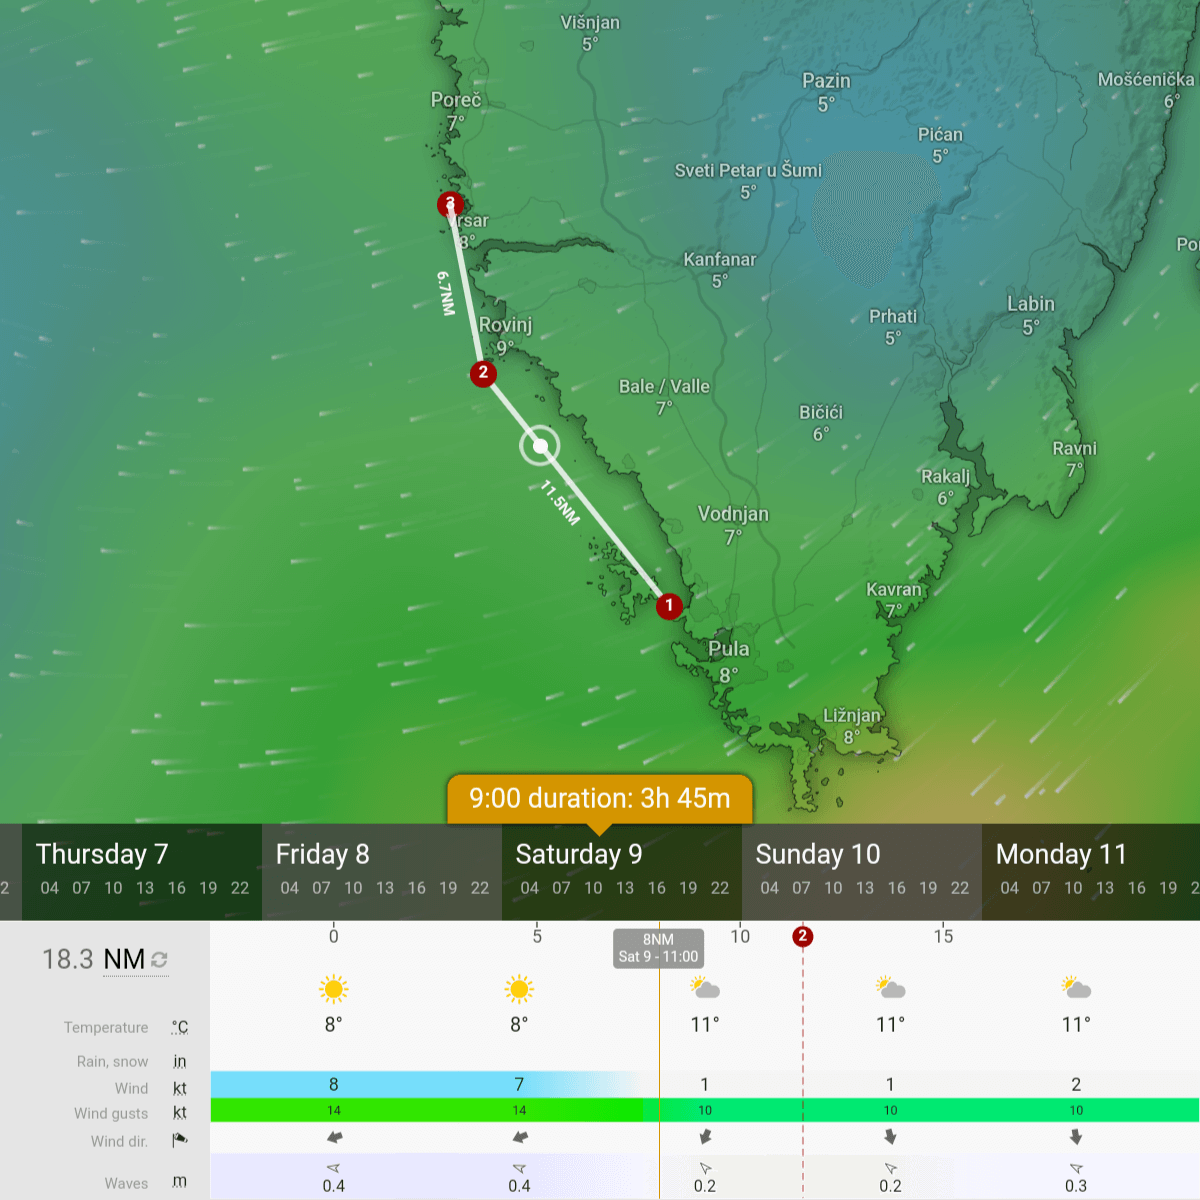 Višnjan
5°
Pazin
5°
Mošćenička
6°
Poreč
7°
Pićan
5°
Sveti Petar u Šumi
5°
3
rsar
8°
Kanfanar
5°
Por
6.7NM
Labin
5°
Prhati
5°
Rovinj
9°
2
Bale / Valle
7°
Bičići
6°
Ravni
7°
Rakalj
6°
11.5NM
Vodnjan
7°
Kavran
7°
1
Pula
8°
Ližnjan
8°
9:00 duration: 3h 45m
Thursday 7 Friday 8 Saturday 9 Sunday 10 Monday 11
2 04 07 10 13 16 19 22 04 07 10 13 16 19 22 04 07 10 13 16 19 22 04 07 10 13 16 19 22 04 07 10 13 16 19 2
0 5 10 2 15
8NM
Sat 9 - 11:00
18.3 NM
Temperature °C 8° 8° 11° 11° 11°
Rain, snow in
Wind kt 8 7 1 1 2
Wind gusts kt 14 14 10 10 10
Wind dir.
Waves m 0.4 0.4 0.2 0.2 0.3